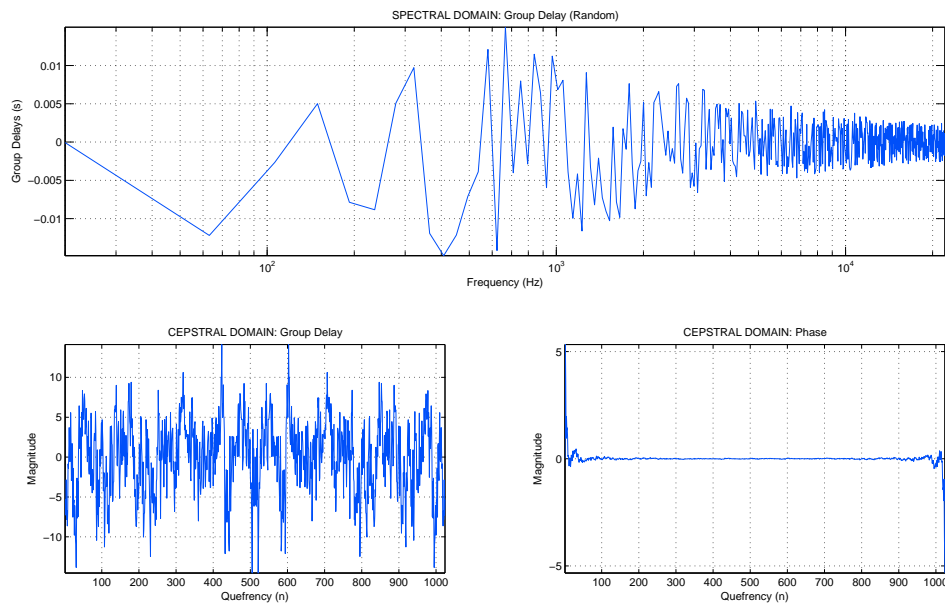 SPECTRAL DOMAIN: Group Delay (Random)
Group Delays (s)
0.01
0.005
0
−0.005
−0.01
10^2
10^3
10^4
Frequency (Hz)
CEPSTRAL DOMAIN: Group Delay
Magnitude
10
5
0
−5
−10
100 200 300 400 500 600 700 800 900 1000
Quefrency (n)
CEPSTRAL DOMAIN: Phase
Magnitude
5
0
−5
100 200 300 400 500 600 700 800 900 1000
Quefrency (n)